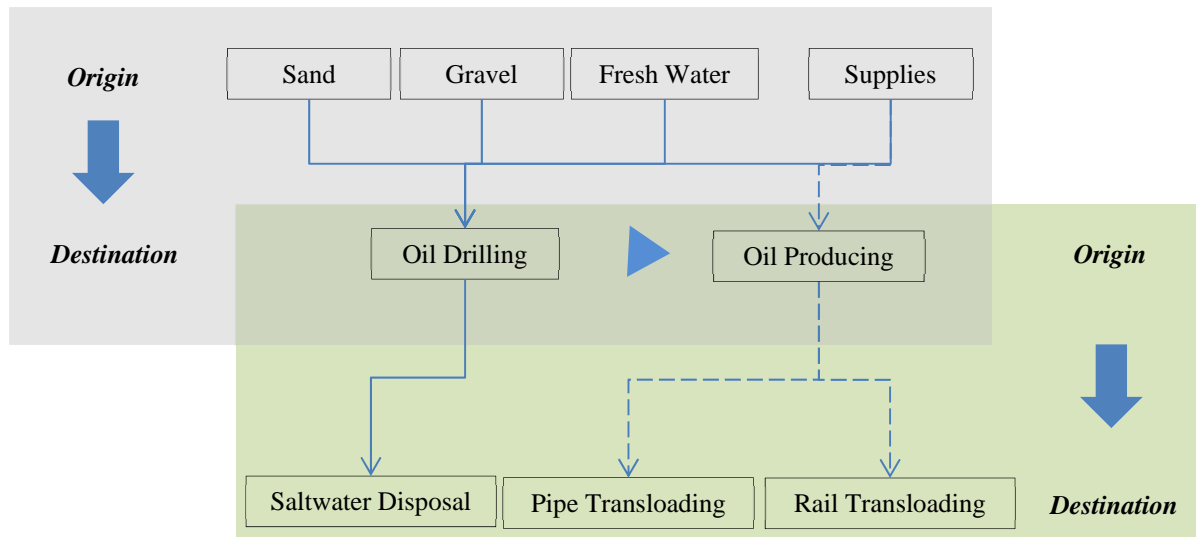 Sand
Gravel
Fresh Water
Supplies
Origin
Destination
Oil Drilling
Oil Producing
Origin
Saltwater Disposal
Pipe Transloading
Rail Transloading
Destination